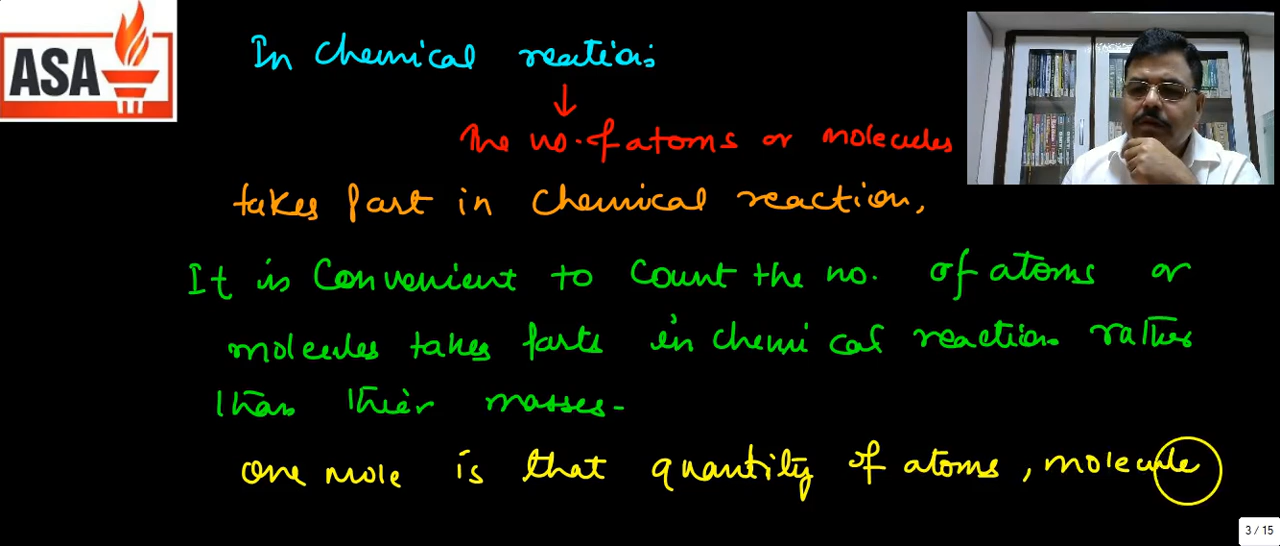 ASA
In chemical reaction:
The no. of atoms or molecules
takes part in chemical reaction,
It is convenient to count the no. of atoms or
molecules takes parts in chemical reaction rather
than thier masses-
one mole is that quantity of atoms, molecule
3 / 15